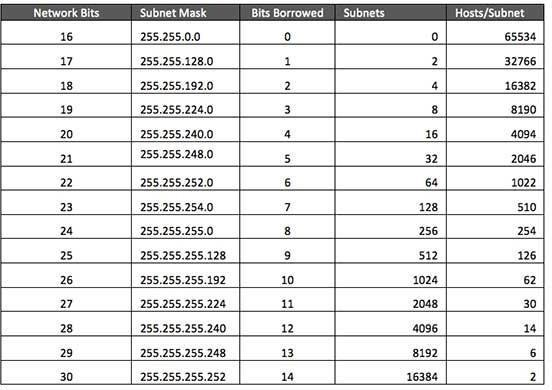 Network Bits Subnet Mask Bits Borrowed Subnets Hosts/Subnet
16 255.255.0.0 0 0 65534
17 255.255.128.0 1 2 32766
18 255.255.192.0 2 4 16382
19 255.255.224.0 3 8 8190
20 255.255.240.0 4 16 4094
21 255.255.248.0 5 32 2046
22 255.255.252.0 6 64 1022
23 255.255.254.0 7 128 510
24 255.255.255.0 8 256 254
25 255.255.255.128 9 512 126
26 255.255.255.192 10 1024 62
27 255.255.255.224 11 2048 30
28 255.255.255.240 12 4096 14
29 255.255.255.248 13 8192 6
30 255.255.255.252 14 16384 2